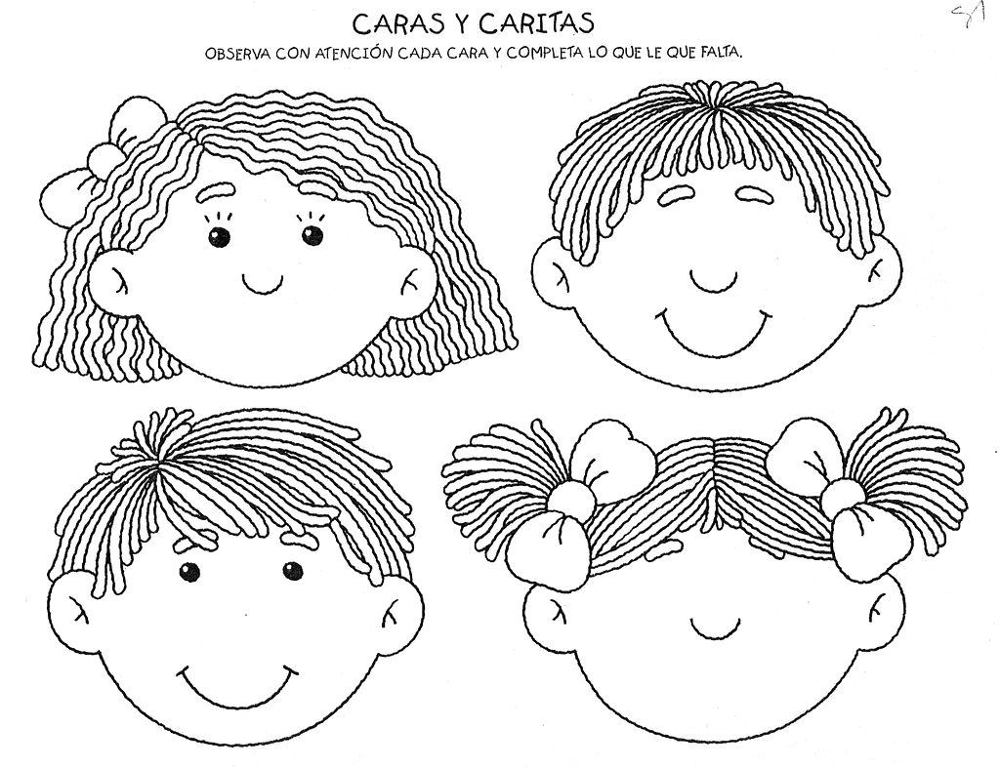 CARAS Y CARITAS
OBSERVA CON ATENCIÓN CADA CARA Y COMPLETA LO QUE LE QUE FALTA.